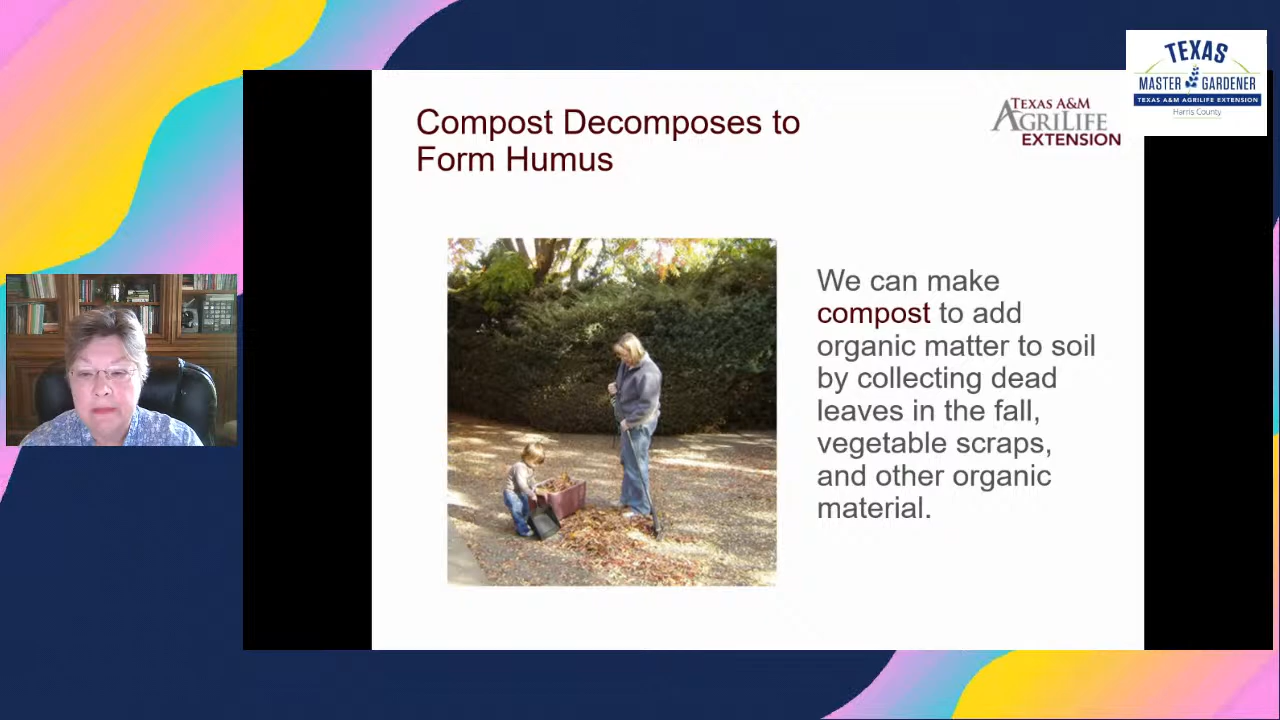 TEXAS
MASTER GARDENER
TEXAS A&M AGRILIFE EXTENSION
Harris County
Compost Decomposes to
Form Humus
TEXAS A&M
AGRILIFE
EXTENSION
We can make
compost to add
organic matter to soil
by collecting dead
leaves in the fall,
vegetable scraps,
and other organic
material.